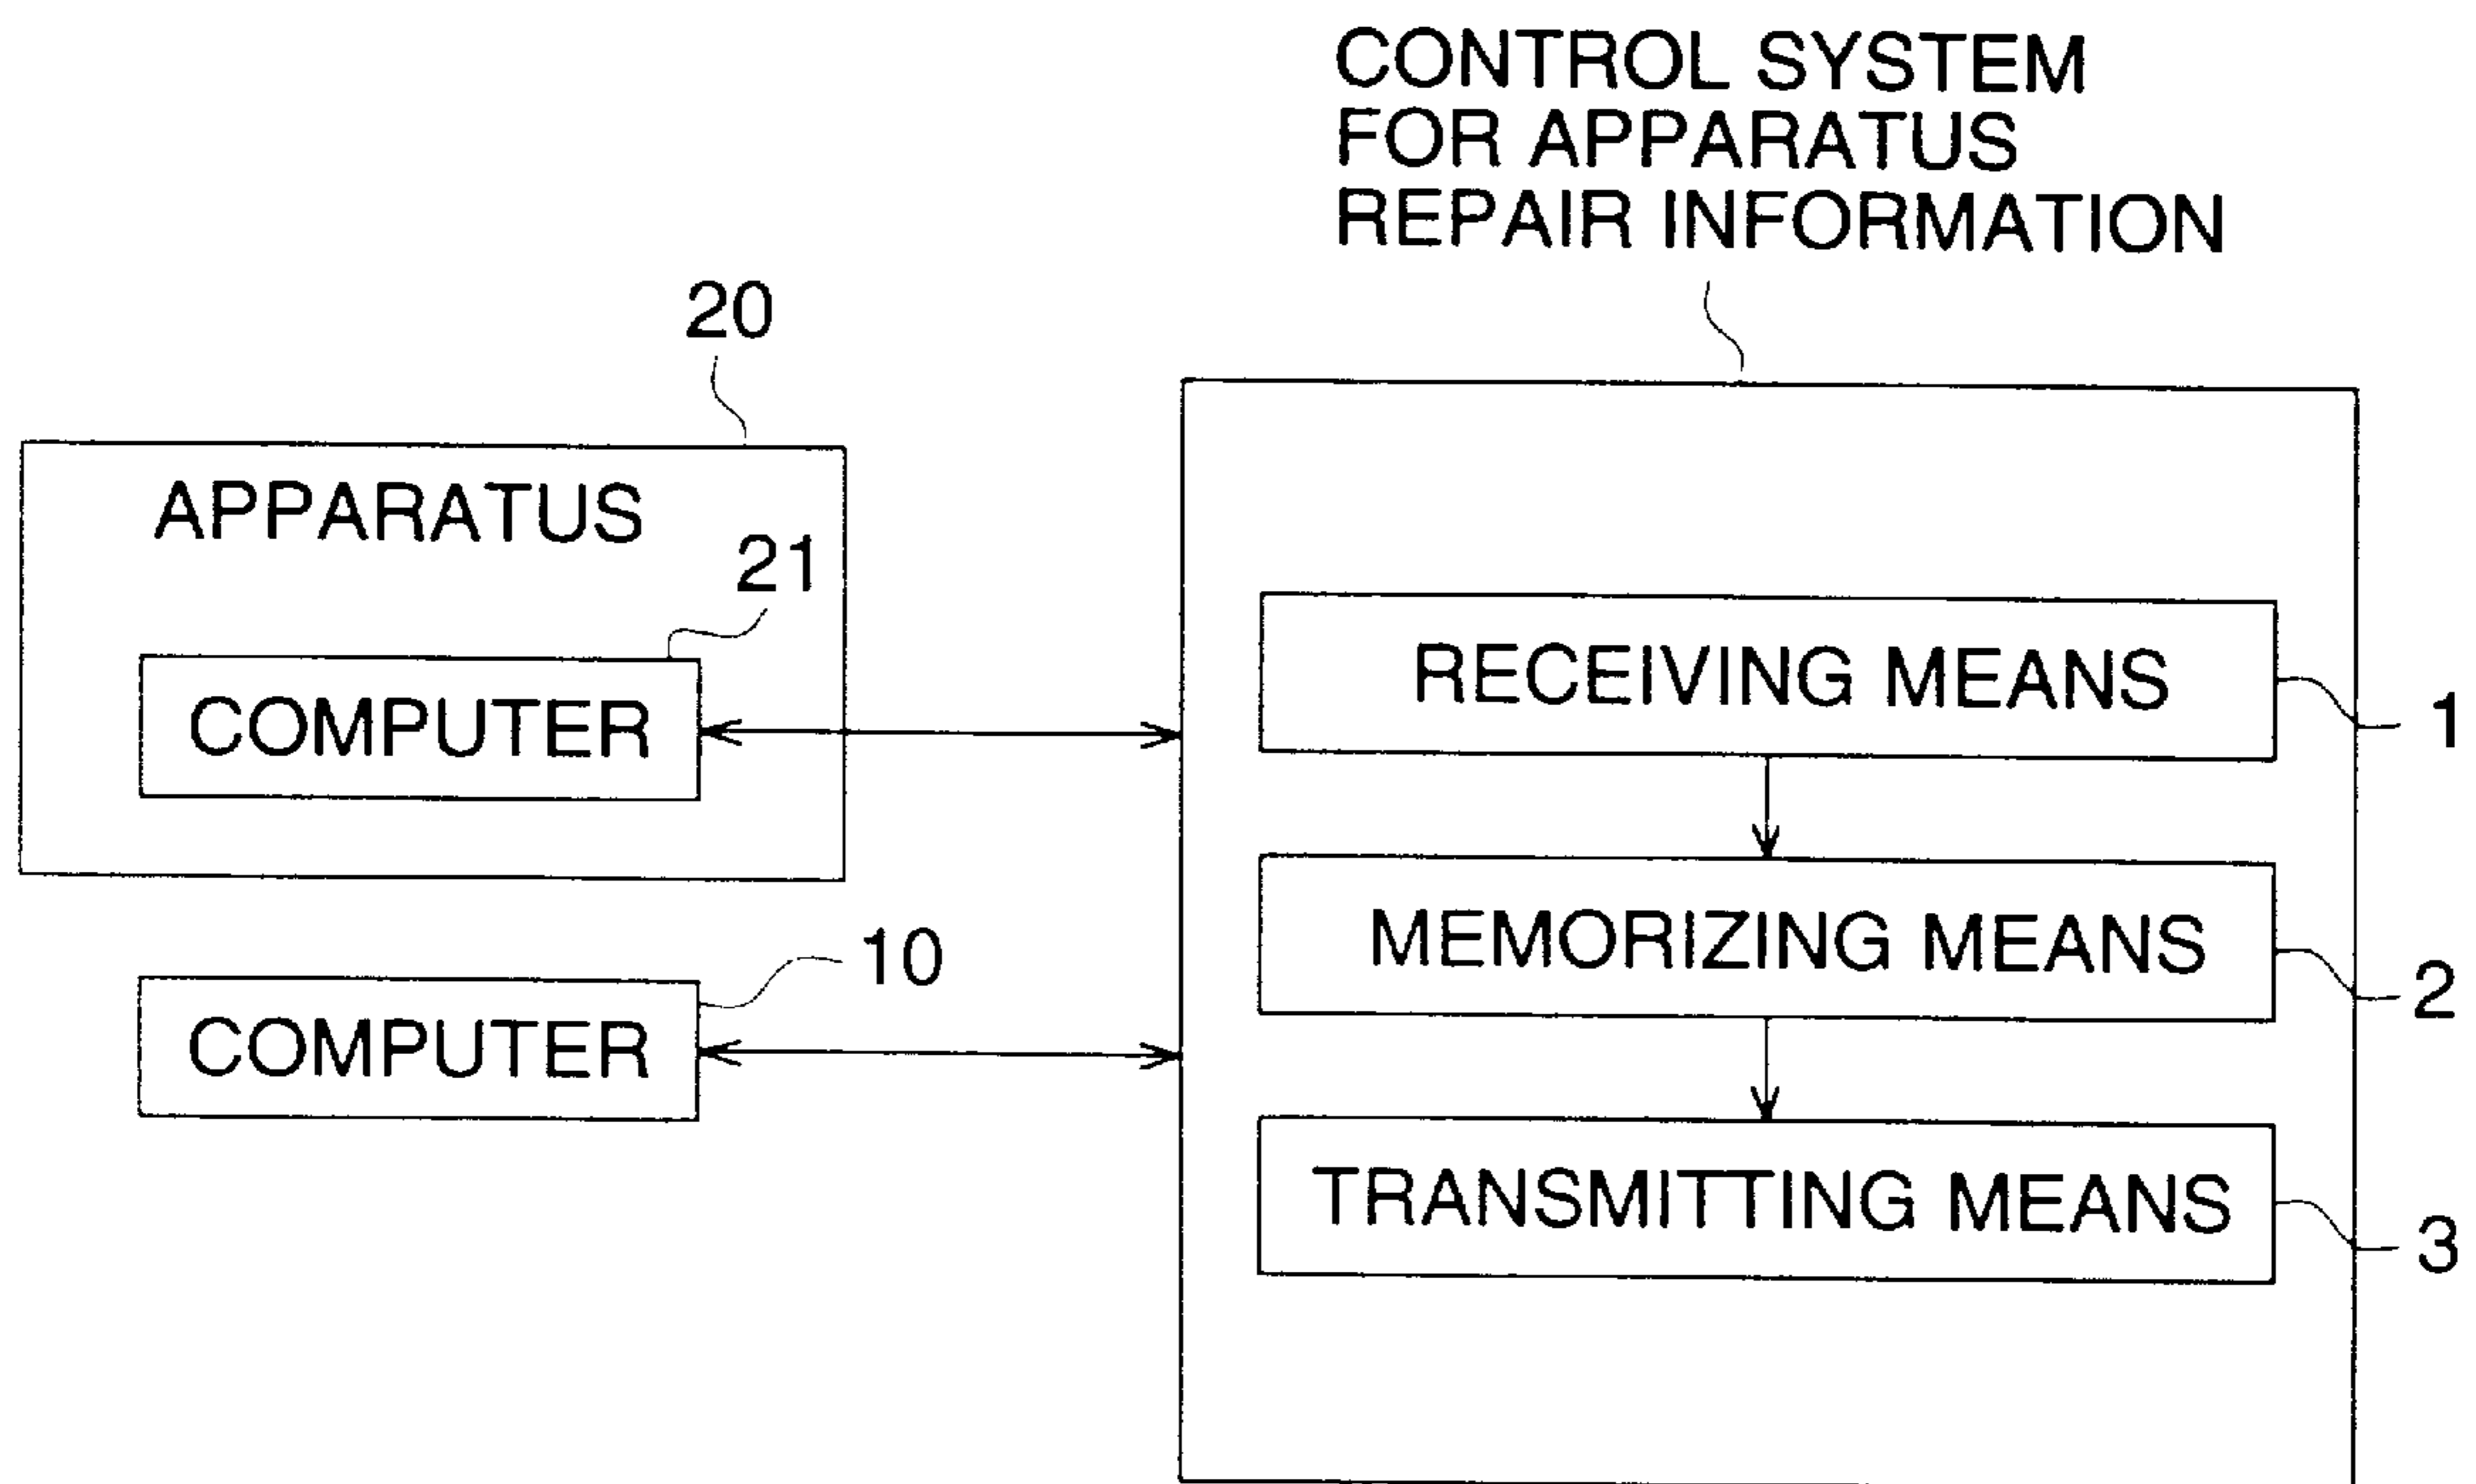 CONTROL SYSTEM
FOR APPARATUS
REPAIR INFORMATION
20
APPARATUS
21
COMPUTER
10
COMPUTER
RECEIVING MEANS
1
MEMORIZING MEANS
2
TRANSMITTING MEANS
3